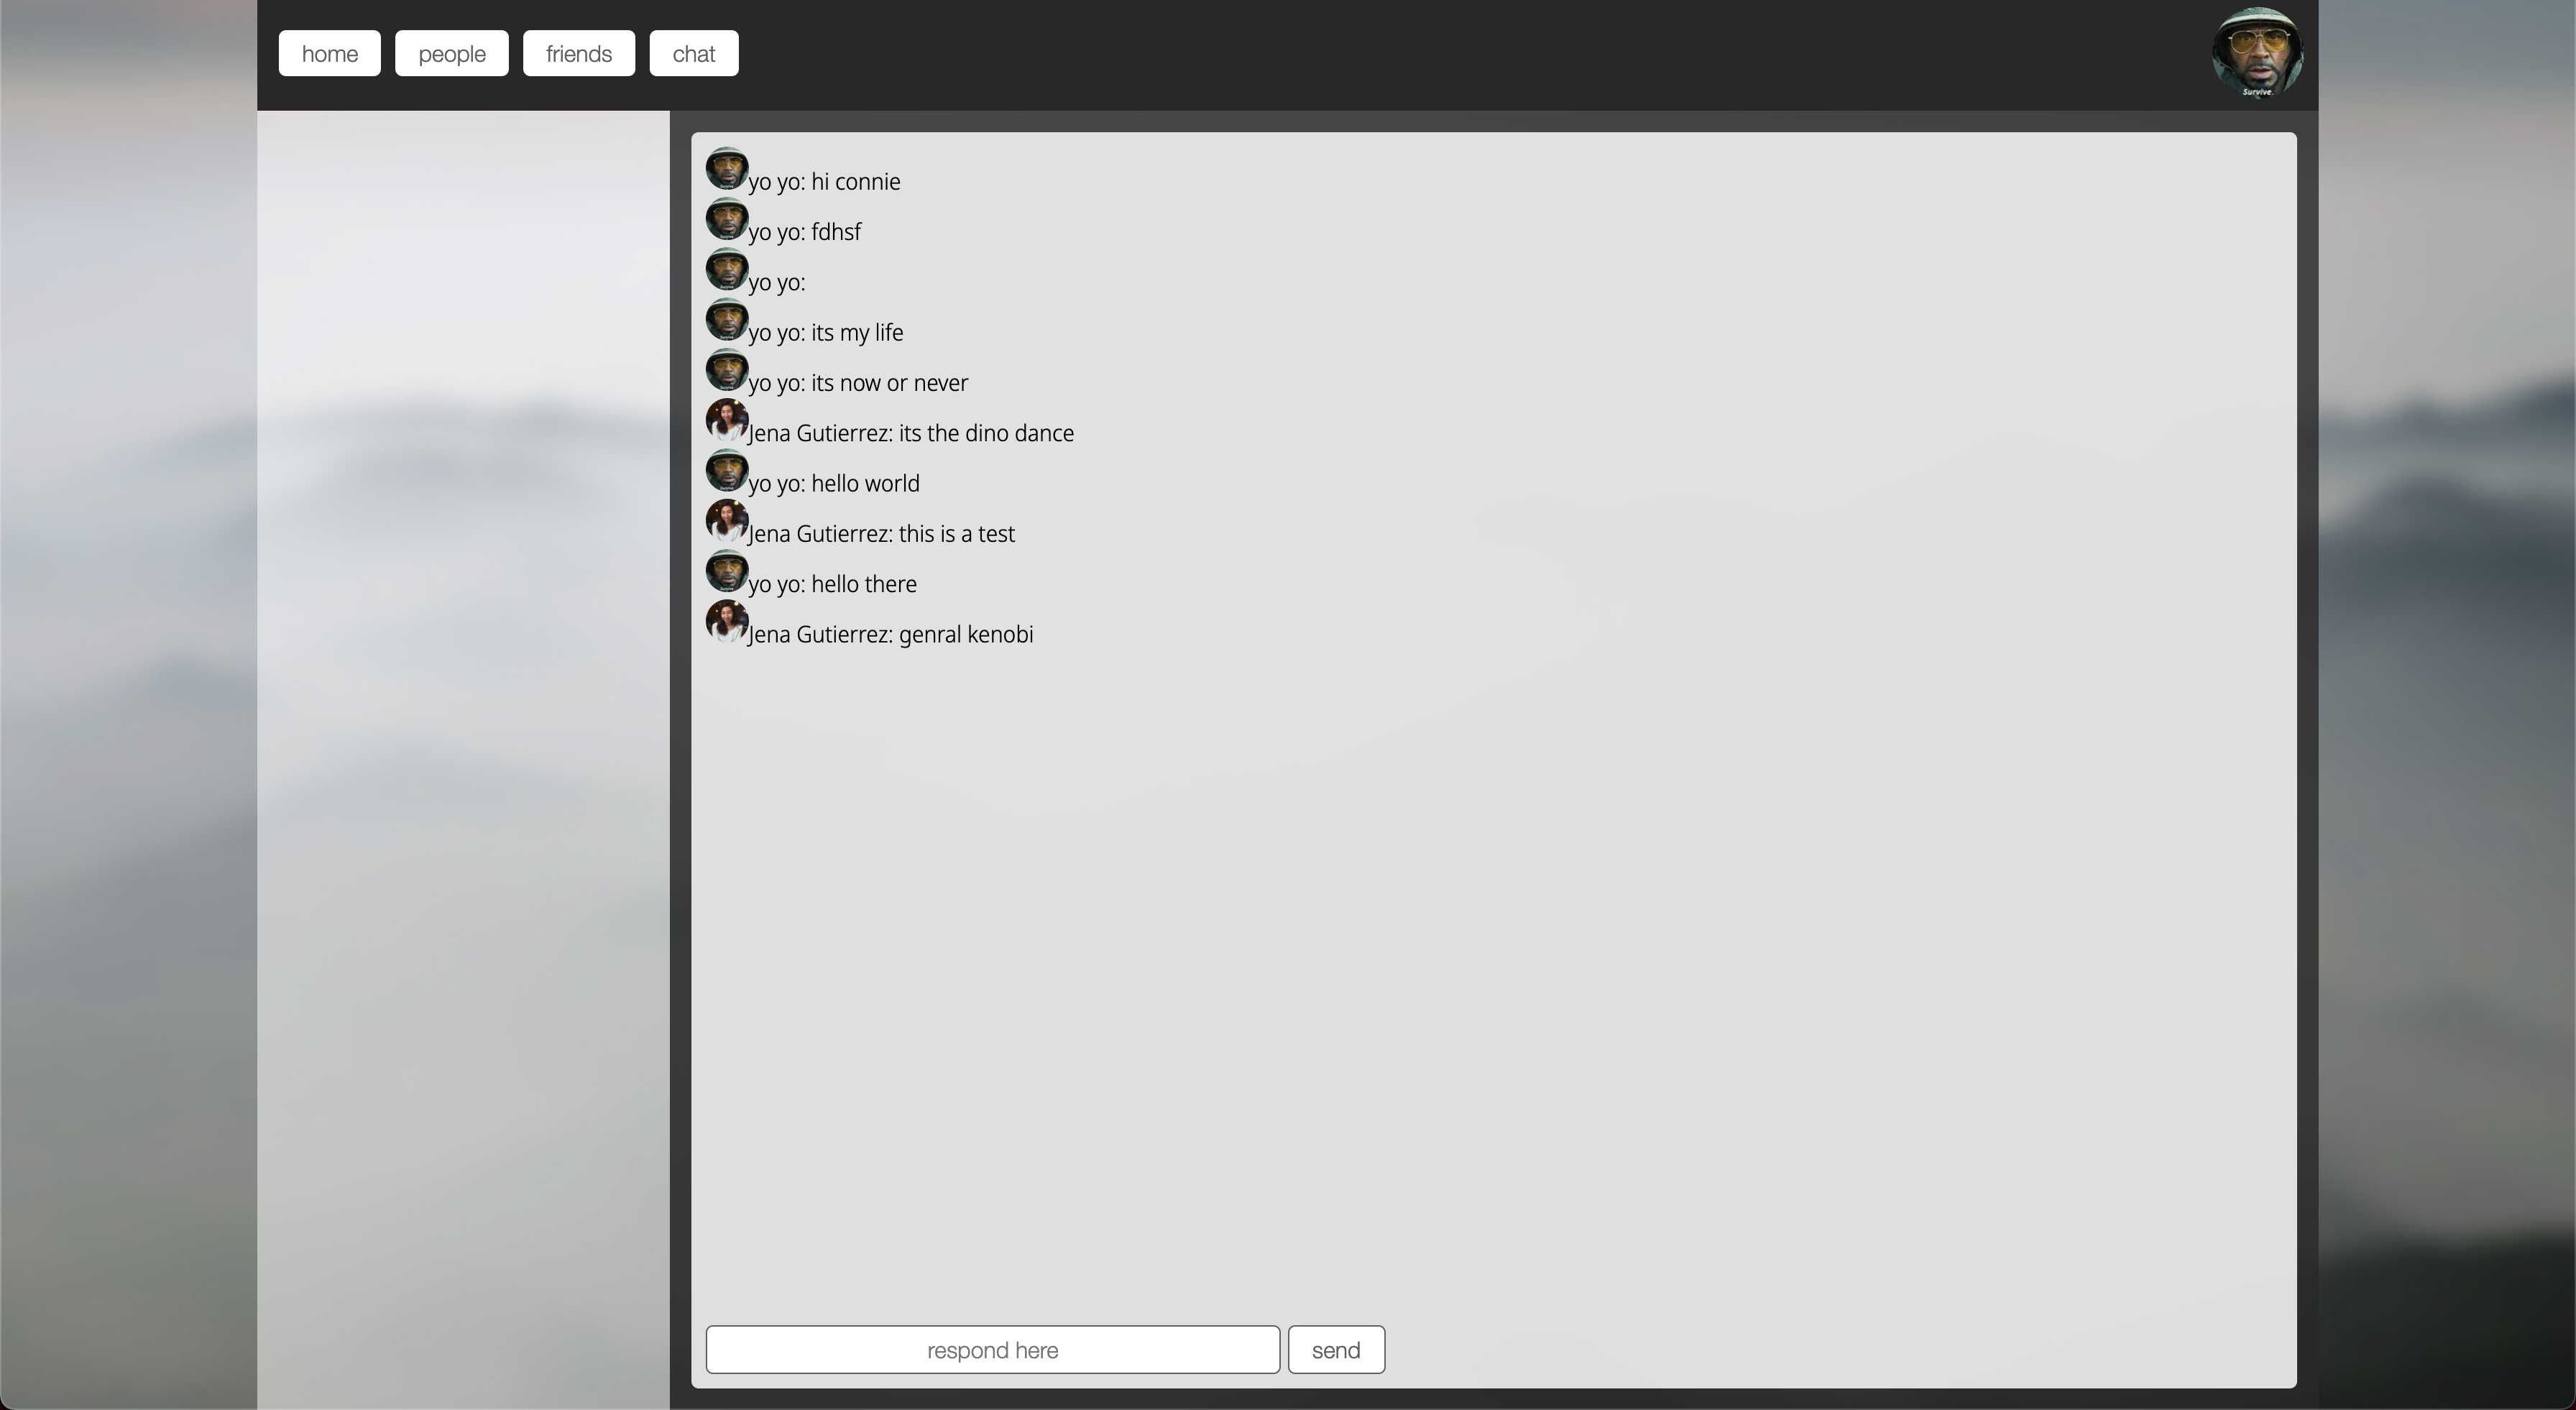 home people friends chat
Survive.
yo yo: hi connie
yo yo: fdhsf
yo yo:
yo yo: its my life
yo yo: its now or never
Jena Gutierrez: its the dino dance
yo yo: hello world
Jena Gutierrez: this is a test
yo yo: hello there
Jena Gutierrez: genral kenobi
respond here send